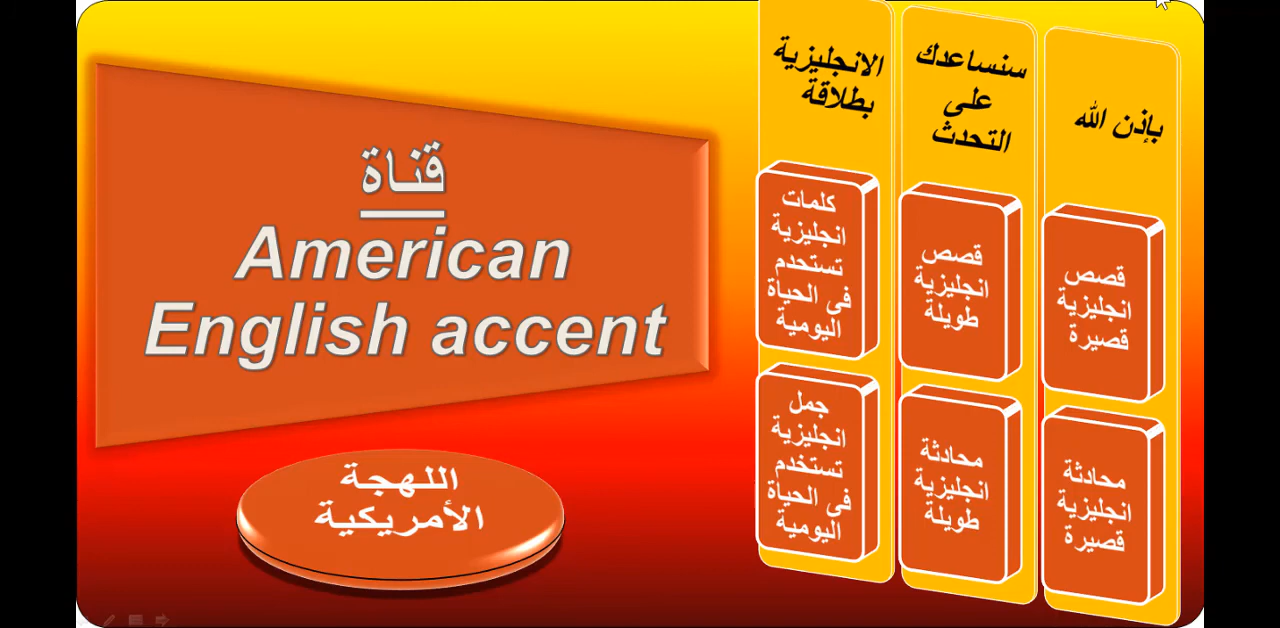 قناة
American
English accent
اللهجة
الأمريكية
بإذن الله
سنساعدك
على
التحدث
الانجليزية
بطلاقة
قصص
انجليزية
قصيرة
قصص
انجليزية
طويلة
كلمات
انجليزية
تستحدم
فى الحياة
اليومية
محادثة
انجليزية
قصيرة
محادثة
انجليزية
طويلة
جمل
انجليزية
تستخدم
فى الحياة
اليومية